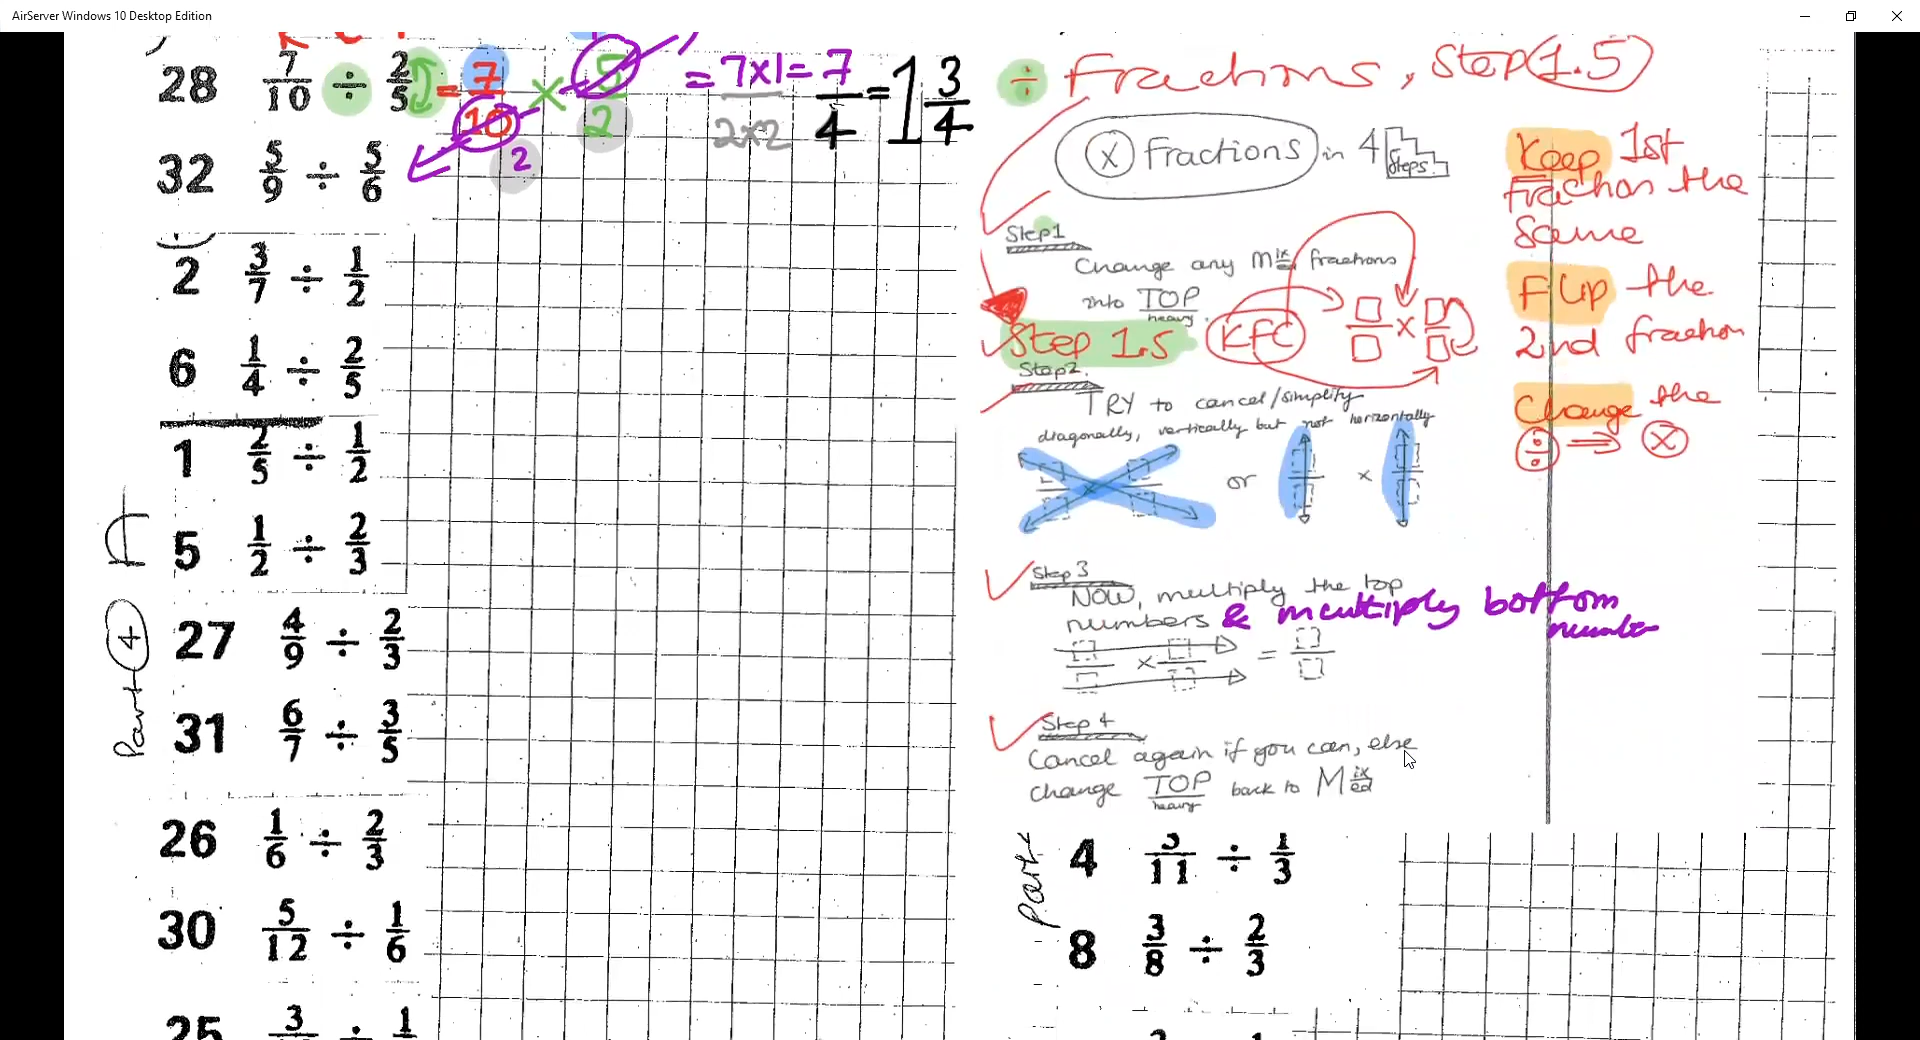 AirServer Windows 10 Desktop Edition
28 7/10 ÷ 2/5 = 7/10 × 5/2 = 7×1/2×2 = 7/4 = 1 3/4
2
32 5/9 ÷ 5/6
2 3/7 ÷ 1/2
6 1/4 ÷ 2/5
1 2/5 ÷ 1/2
5 1/2 ÷ 2/3
Part 4
27 4/9 ÷ 2/3
31 6/7 ÷ 3/5
26 1/6 ÷ 2/3
30 5/12 ÷ 1/6
25 3 ÷ 1
÷ Fractions, Step 1.5
× fractions in 4 steps.
Step1
Change any Mixed fractions
into TOP heavy.
Step 1.5 KFC □/□ × □/□
Step2.
TRY to cancel/simplify
diagonally, vertically but not horizontally
or ×
Step 3
NOW, multiply the top
numbers & multiply bottom
number
× =
Step 4
Cancel again if you can, else
change TOP heavy back to Mixed
Keep 1st
fraction the
same
Flip the
2nd fraction
Change the
÷ ⇒ ×
Part
4 3/11 ÷ 1/3
8 3/8 ÷ 2/3